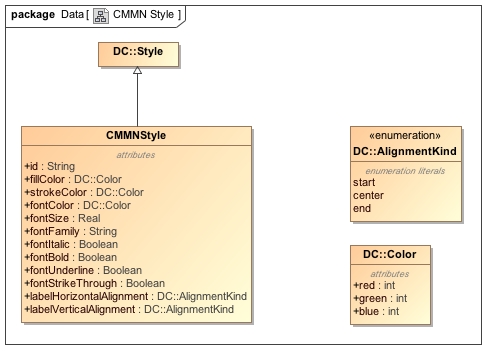 package Data [ CMMN Style ]
DC::Style
CMMNStyle
attributes
+id : String
+fillColor : DC::Color
+strokeColor : DC::Color
+fontColor : DC::Color
+fontSize : Real
+fontFamily : String
+fontItalic : Boolean
+fontBold : Boolean
+fontUnderline : Boolean
+fontStrikeThrough : Boolean
+labelHorizontalAlignment : DC::AlignmentKind
+labelVerticalAlignment : DC::AlignmentKind
«enumeration»
DC::AlignmentKind
enumeration literals
start
center
end
DC::Color
attributes
+red : int
+green : int
+blue : int